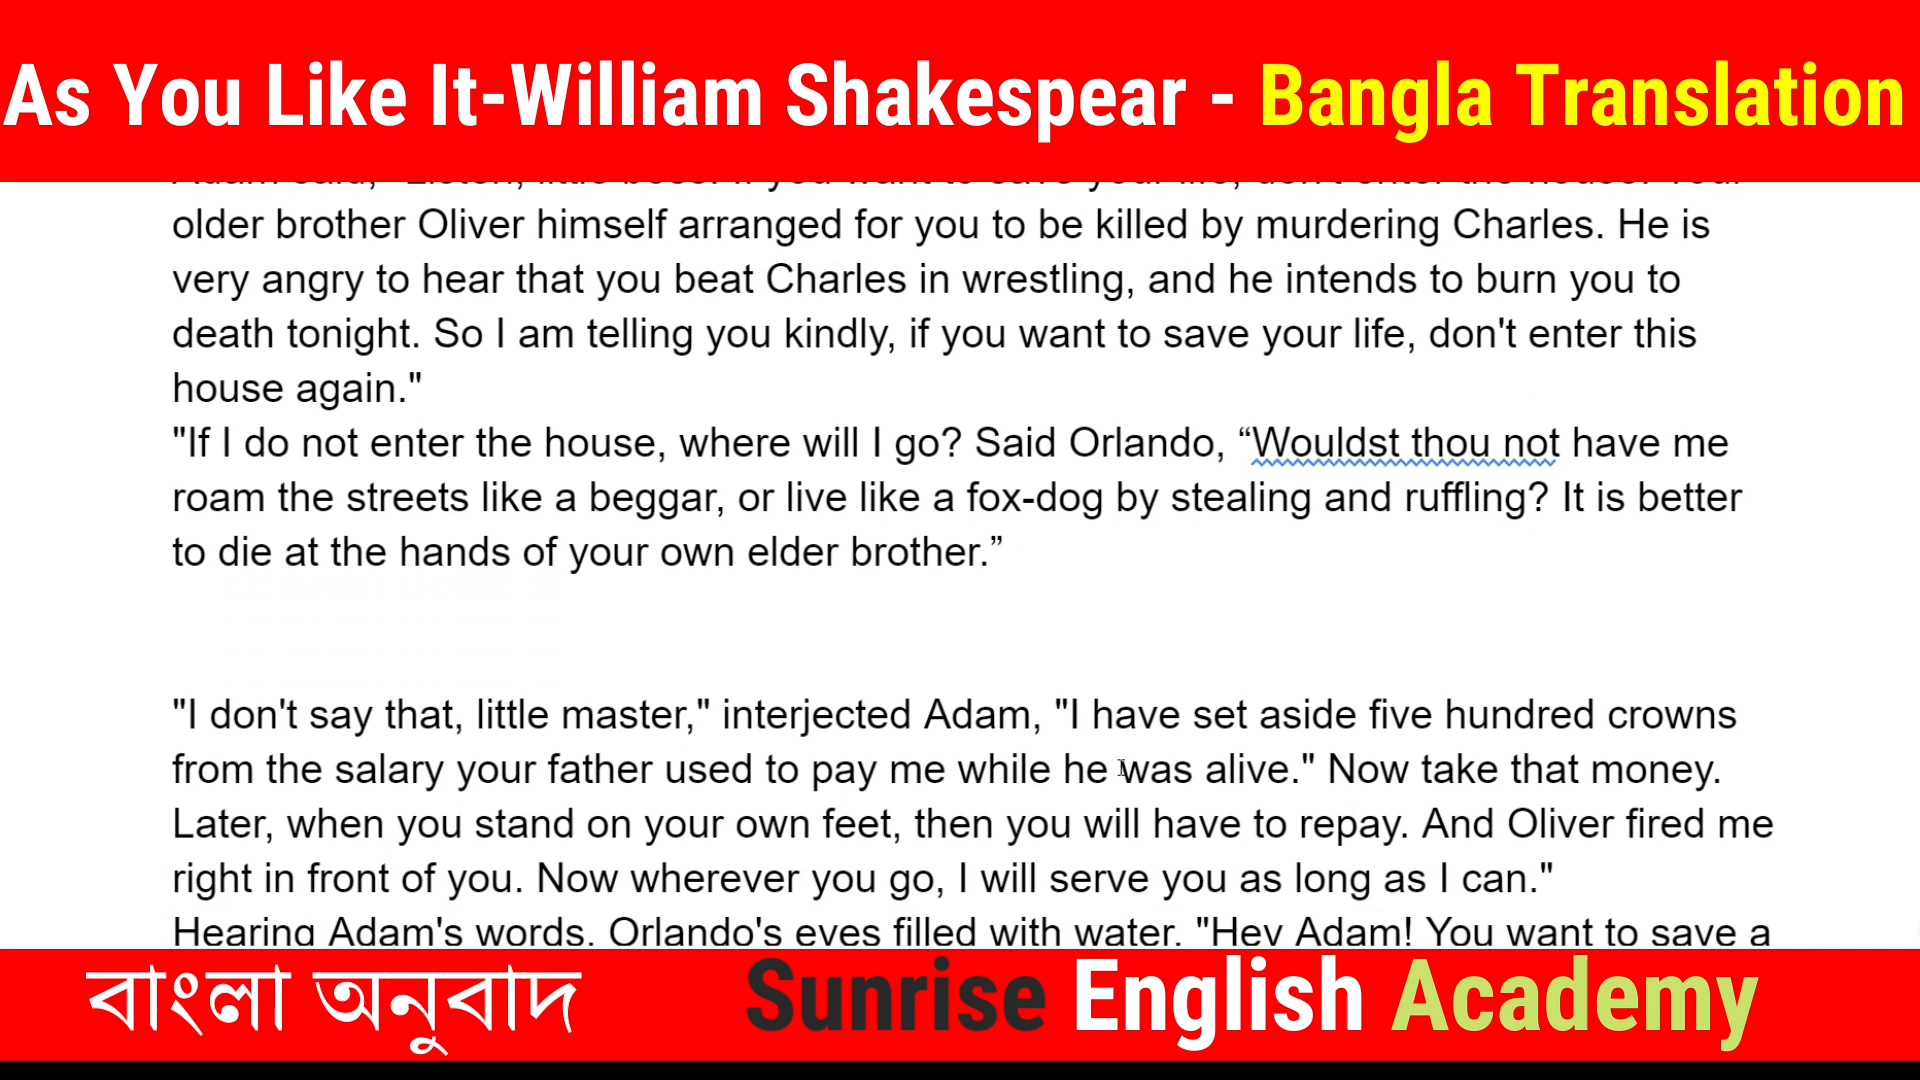 As You Like It-William Shakespear - Bangla Translation
older brother Oliver himself arranged for you to be killed by murdering Charles. He is
very angry to hear that you beat Charles in wrestling, and he intends to burn you to
death tonight. So I am telling you kindly, if you want to save your life, don't enter this
house again."
"If I do not enter the house, where will I go? Said Orlando, “Wouldst thou not have me
roam the streets like a beggar, or live like a fox-dog by stealing and ruffling? It is better
to die at the hands of your own elder brother.”
"I don't say that, little master," interjected Adam, "I have set aside five hundred crowns
from the salary your father used to pay me while he was alive." Now take that money.
Later, when you stand on your own feet, then you will have to repay. And Oliver fired me
right in front of you. Now wherever you go, I will serve you as long as I can."
Hearing Adam's words, Orlando's eyes filled with water. "Hey Adam! You want to save a
বাংলা অনুবাদ Sunrise English Academy